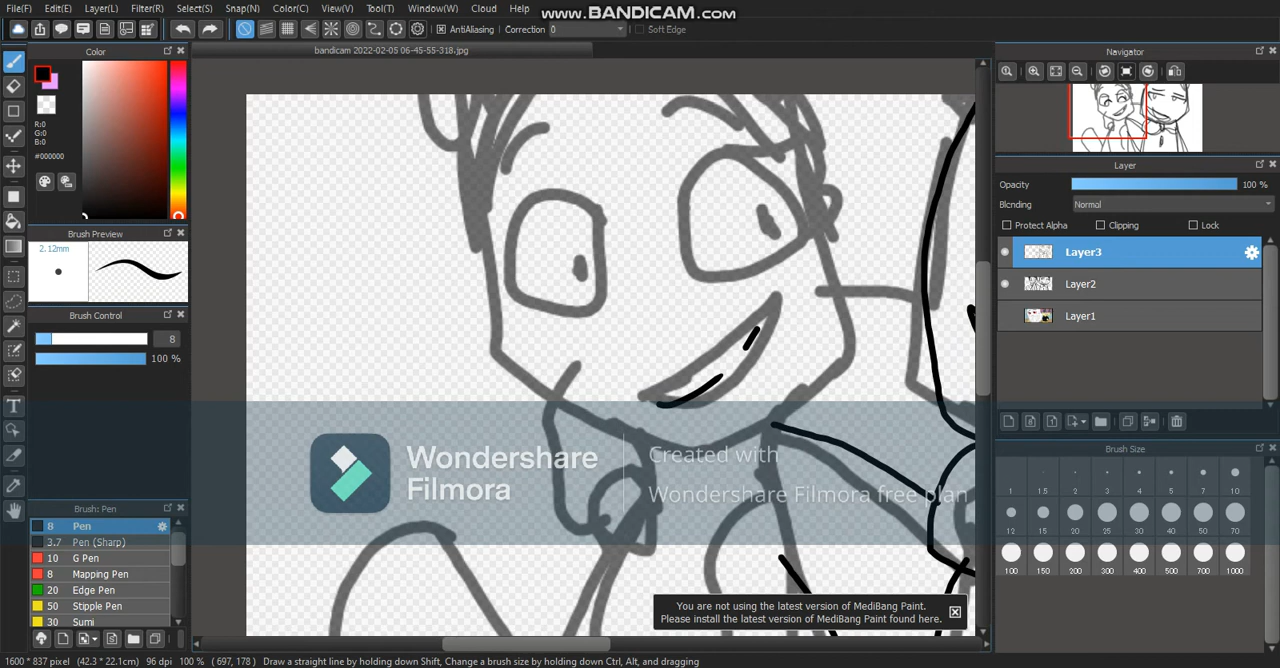 File(F) Edit(E) Layer(L) Filter(R) Select(S) Snap(N) Color(C) View(V) Tool(T) Window(W) Cloud Help
www.BANDICAM.com
AntiAliasing Correction 0 Soft Edge
bandicam 2022-02-05 06-45-55-318.jpg
Color
R:0
G:0
B:0
#000000
Brush Preview
2.12mm
Brush Control
8
100 %
Brush: Pen
8 Pen
3.7 Pen (Sharp)
10 G Pen
8 Mapping Pen
20 Edge Pen
50 Stipple Pen
30 Sumi
Wondershare
Filmora
Created with
Wondershare Filmora free plan
You are not using the latest version of MediBang Paint.
Please install the latest version of MediBang Paint found here.
Navigator
Layer
Opacity 100 %
Blending Normal
Protect Alpha Clipping Lock
Layer3
Layer2
Layer1
Brush Size
1 1.5 2 3 4 5 7 10
12 15 20 25 30 40 50 70
100 150 200 300 400 500 700 1000
1600 * 837 pixel (42.3 * 22.1cm) 96 dpi 100 % (697, 178) Draw a straight line by holding down Shift, Change a brush size by holding down Ctrl, Alt, and dragging